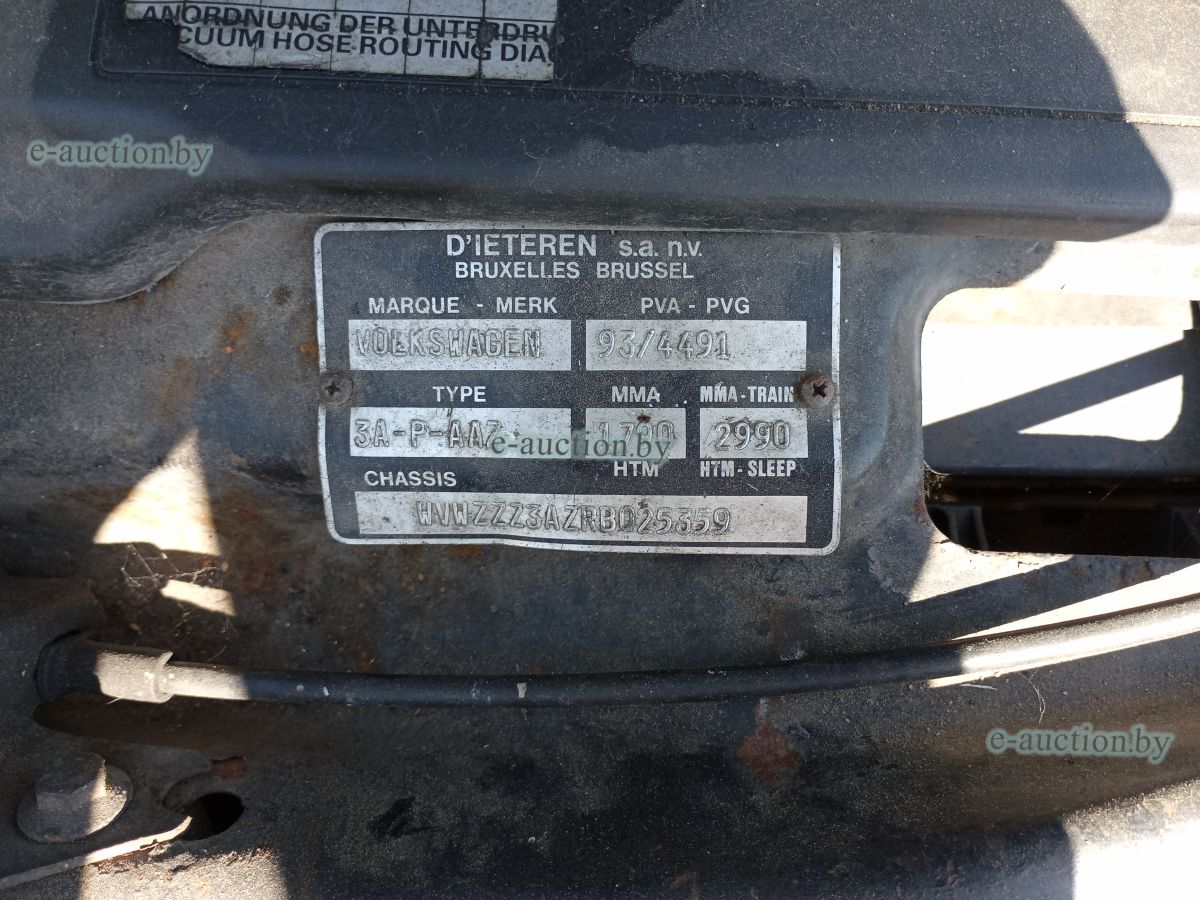 ANORDNUNG DER UNTERDRU
CUUM HOSE ROUTING DIAG
e-auction.by
D'IETEREN s.a. n.v.
BRUXELLES BRUSSEL
MARQUE - MERK PVA - PVG
VOLKSWAGEN 93/4491
TYPE MMA MMA-TRAIN
3A-P-AAZ 2990
e-auction.by
CHASSIS HTM HTM-SLEEP
WVWZZZ3AZRB025359
e-auction.by